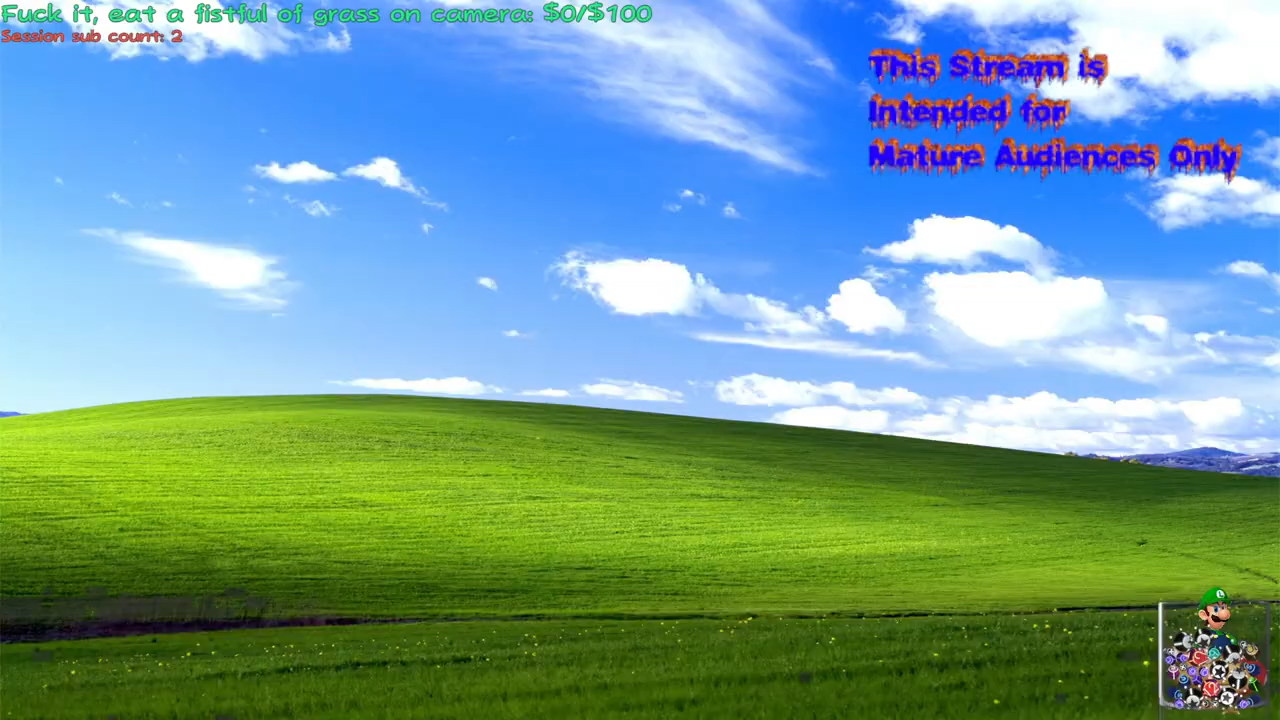 Fuck it, eat a fistful of grass on camera: $0/$100
Session sub count: 2
This Stream is
Intended for
Mature Audiences Only